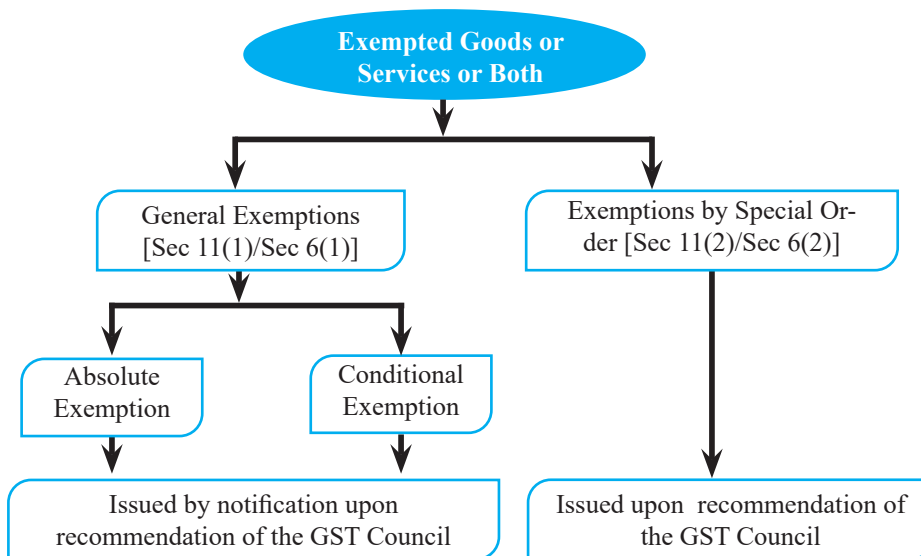 Exempted Goods or
Services or Both
General Exemptions
[Sec 11(1)/Sec 6(1)]
Exemptions by Special Or-
der [Sec 11(2)/Sec 6(2)]
Absolute
Exemption
Conditional
Exemption
Issued by notification upon
recommendation of the GST Council
Issued upon recommendation of
the GST Council